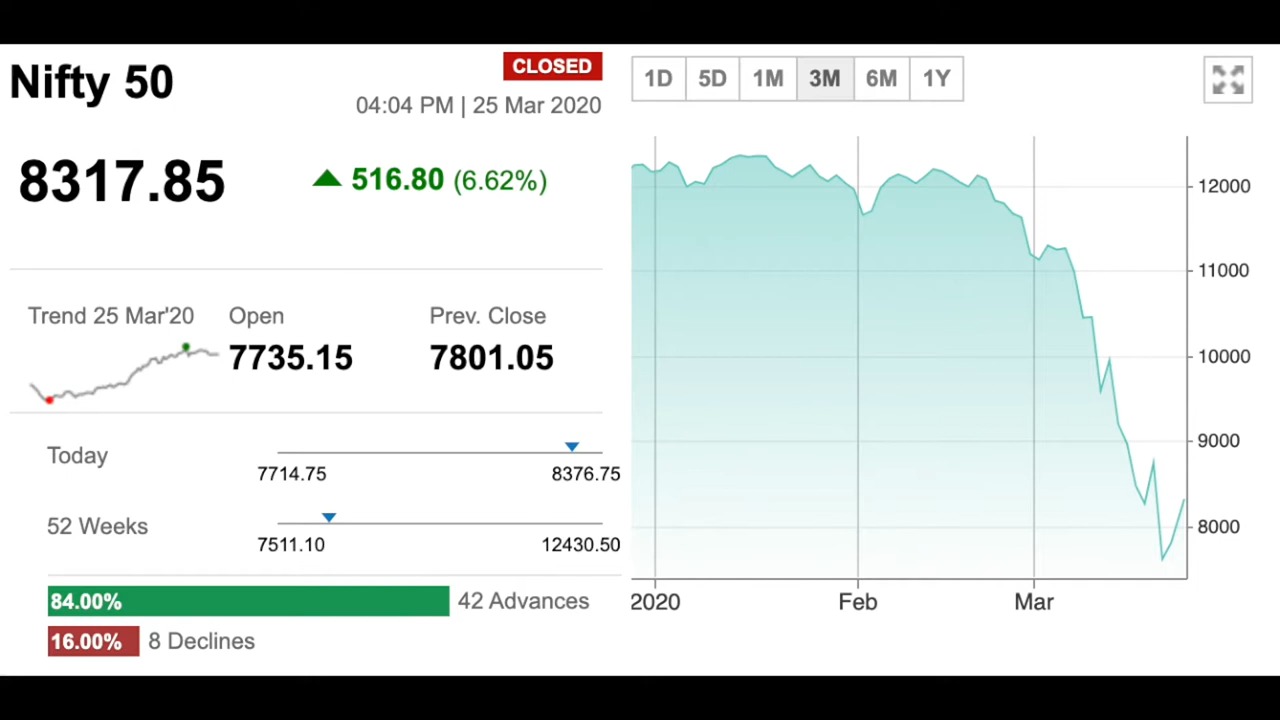 Nifty 50
CLOSED
04:04 PM | 25 Mar 2020
8317.85
516.80 (6.62%)
Trend 25 Mar'20
Open
7735.15
Prev. Close
7801.05
Today
7714.75
8376.75
52 Weeks
7511.10
12430.50
84.00%
42 Advances
16.00%
8 Declines
1D 5D 1M 3M 6M 1Y
12000
11000
10000
9000
8000
2020 Feb Mar